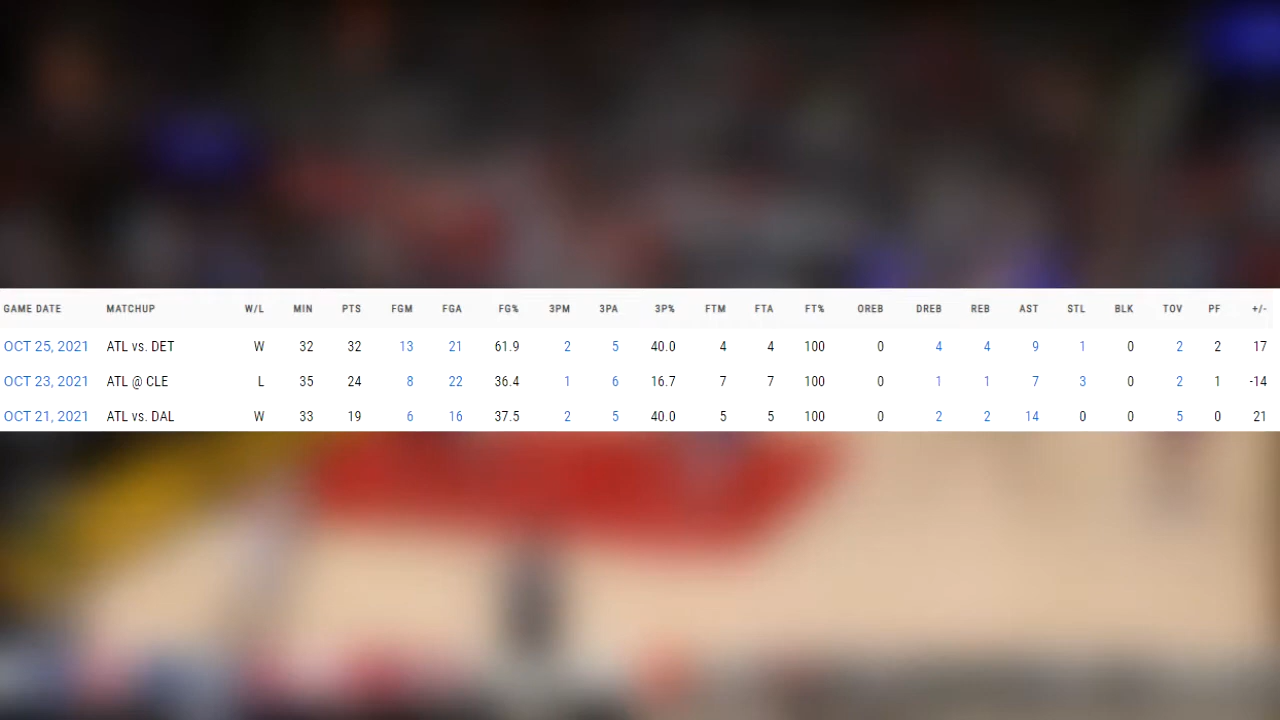 GAME DATE MATCHUP W/L MIN PTS FGM FGA FG% 3PM 3PA 3P% FTM FTA FT% OREB DREB REB AST STL BLK TOV PF +/-
OCT 25, 2021 ATL vs. DET W 32 32 13 21 61.9 2 5 40.0 4 4 100 0 4 4 9 1 0 2 2 17
OCT 23, 2021 ATL @ CLE L 35 24 8 22 36.4 1 6 16.7 7 7 100 0 1 1 7 3 0 2 1 -14
OCT 21, 2021 ATL vs. DAL W 33 19 6 16 37.5 2 5 40.0 5 5 100 0 2 2 14 0 0 5 0 21